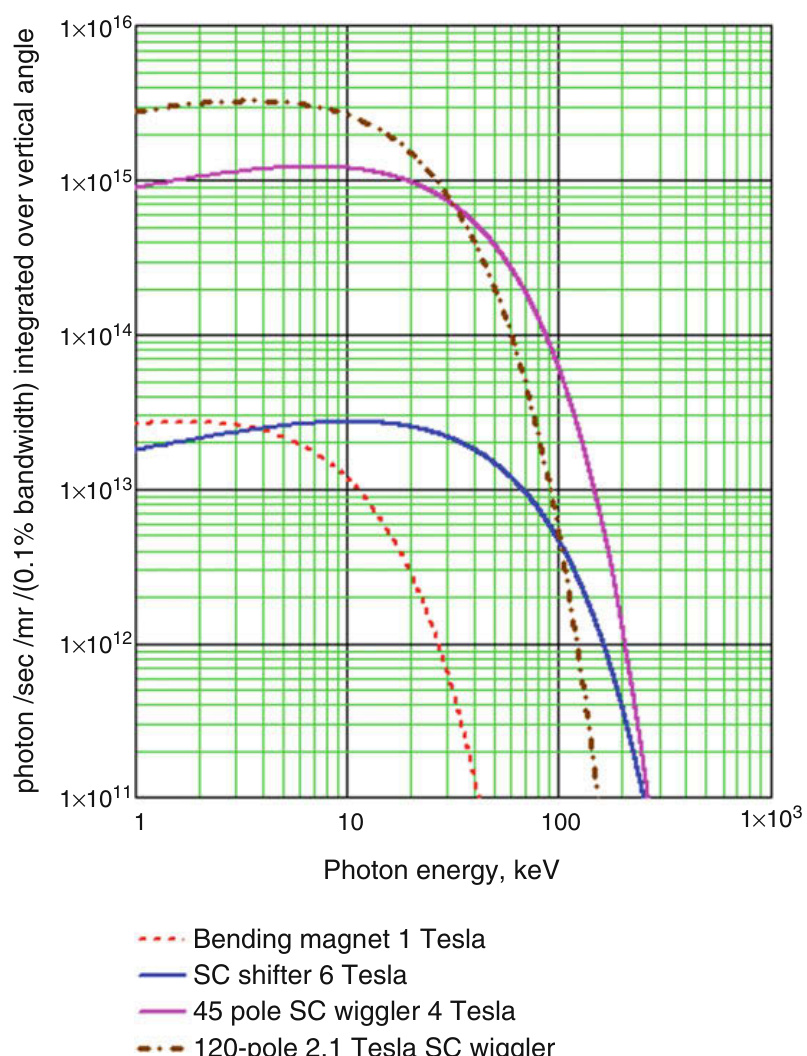 photon /sec /mr /(0.1% bandwidth) integrated over vertical angle
1×10¹⁶
1×10¹⁵
1×10¹⁴
1×10¹³
1×10¹²
1×10¹¹
1 10 100 1×10³
Photon energy, keV
Bending magnet 1 Tesla
SC shifter 6 Tesla
45 pole SC wiggler 4 Tesla
120-pole 2.1 Tesla SC wiggler